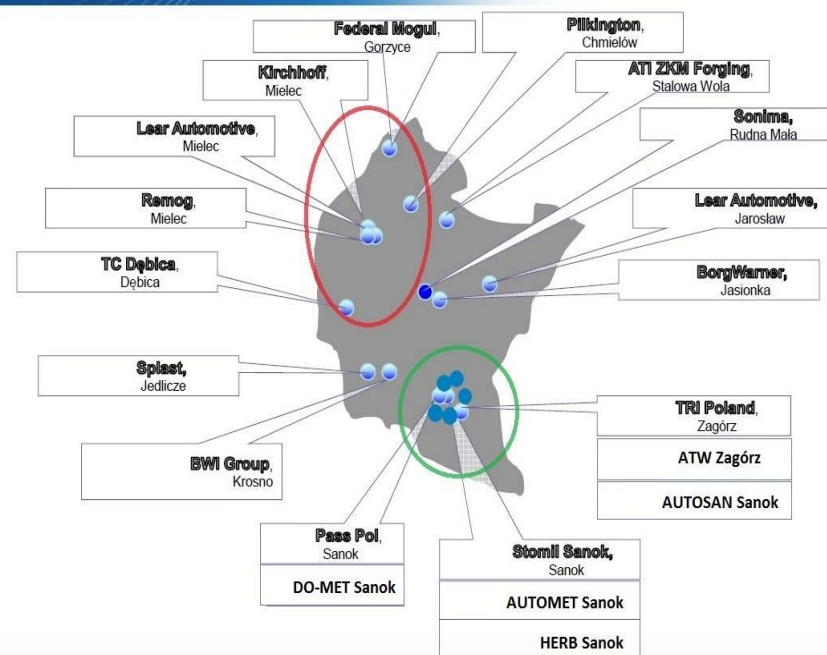 Federal Mogul,
Gorzyce
Pilkington,
Chmielów
Kirchhoff,
Mielec
ATI ZKM Forging,
Stalowa Wola
Lear Automotive,
Mielec
Sonima,
Rudna Mała
Remog,
Mielec
Lear Automotive,
Jarosław
TC Dębica,
Dębica
BorgWarner,
Jasionka
Splast,
Jedlicze
TRI Poland,
Zagórz
ATW Zagórz
AUTOSAN Sanok
BWI Group,
Krosno
Pass Pol,
Sanok
DO-MET Sanok
Stomil Sanok,
Sanok
AUTOMET Sanok
HERB Sanok